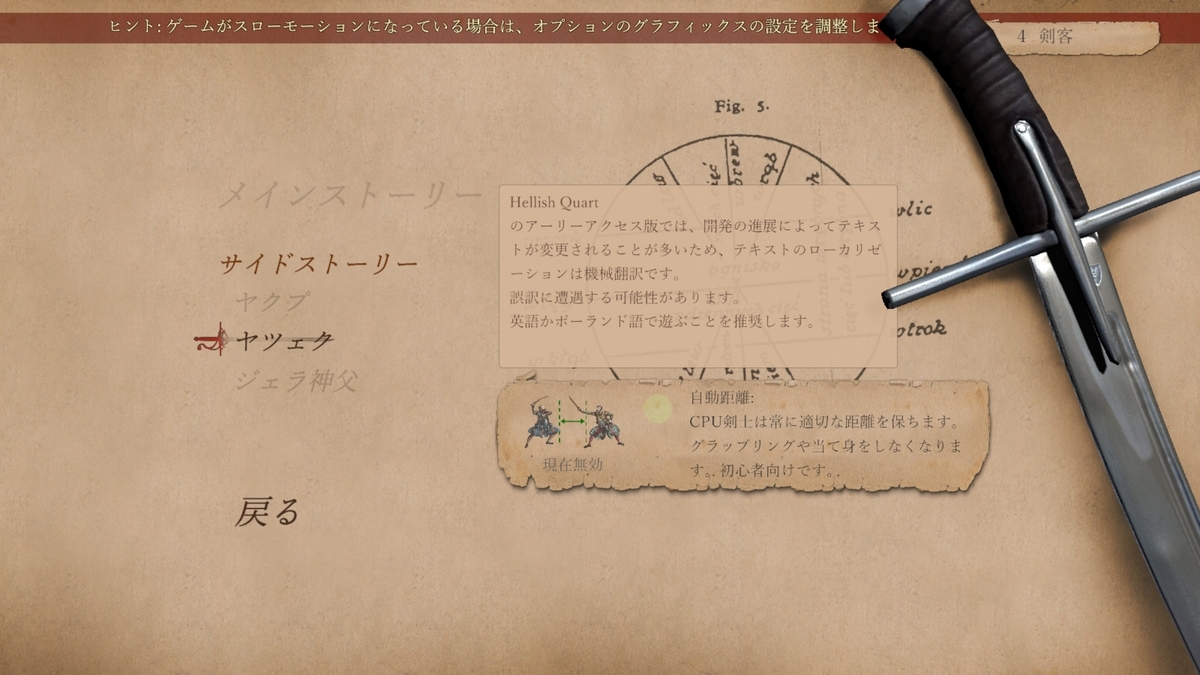 ヒント: ゲームがスローモーションになっている場合は、オプションのグラフィックスの設定を調整しま
4 剣客
Fig. 5.
メインストーリー
サイドストーリー
ヤクプ
ヤツェク
ジェラ神父
戻る
Hellish Quart
のアーリーアクセス版では、開発の進展によってテキス
トが変更されることが多いため、テキストのローカリゼ
ーションは機械翻訳です。
誤訳に遭遇する可能性があります。
英語かポーランド語で遊ぶことを推奨します。
現在無効
自動距離:
CPU剣士は常に適切な距離を保ちます。
グラップリングや当て身をしなくなりま
す。. 初心者向けです。.